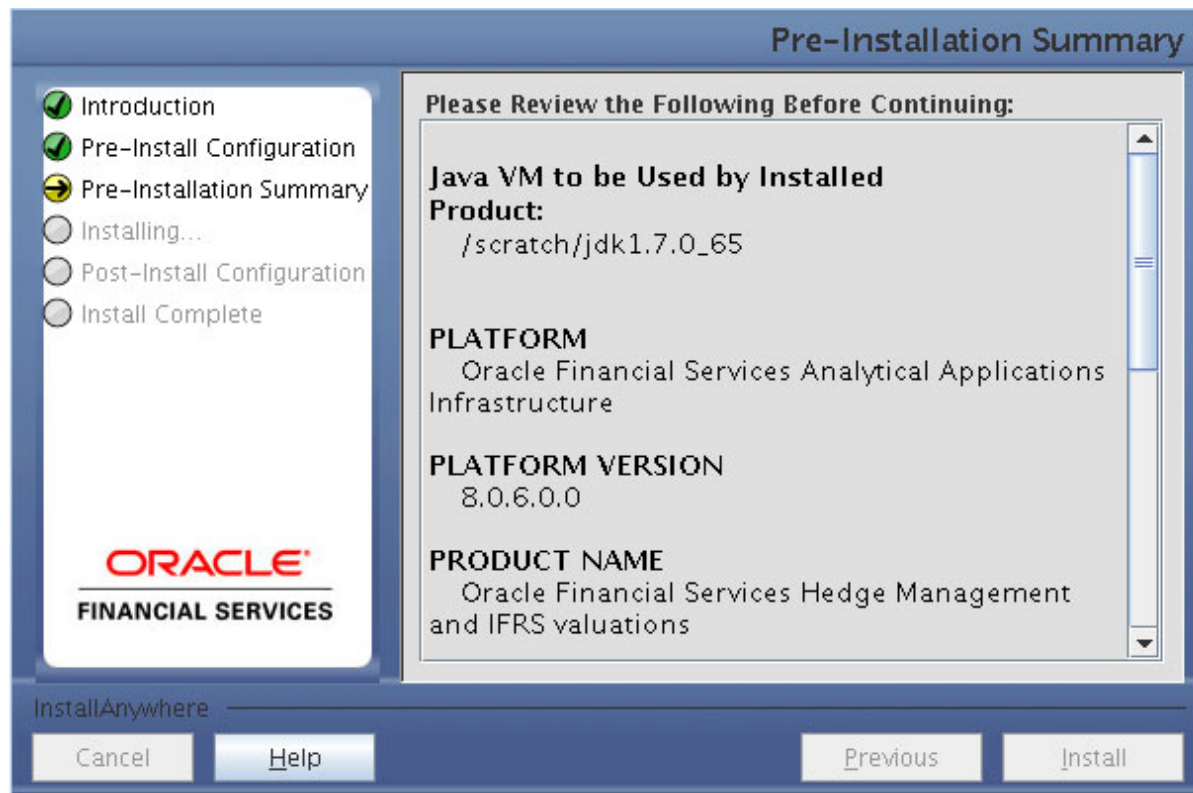 Pre-Installation Summary
Introduction
Pre-Install Configuration
Pre-Installation Summary
Installing...
Post-Install Configuration
Install Complete
ORACLE
FINANCIAL SERVICES
Please Review the Following Before Continuing:
Java VM to be Used by Installed
Product:
/scratch/jdk1.7.0_65
PLATFORM
Oracle Financial Services Analytical Applications
Infrastructure
PLATFORM VERSION
8.0.6.0.0
PRODUCT NAME
Oracle Financial Services Hedge Management
and IFRS valuations
InstallAnywhere
Cancel
Help
Previous
Install